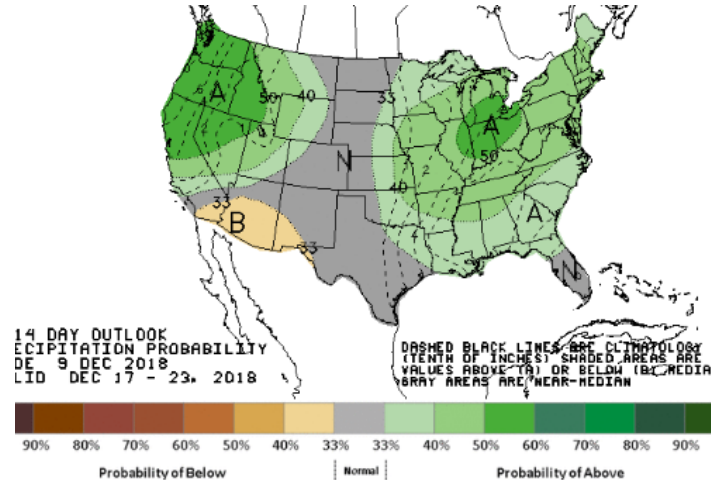 A
50
40
33
A
50
N
2
40
33
A
B
33
N
14 DAY OUTLOOK
ECIPITATION PROBABILITY
DE 9 DEC 2018
LID DEC 17 - 23, 2018
DASHED BLACK LINES ARE CLIMATOLOGY
(TENTH OF INCHES) SHADED AREAS ARE
VALUES ABOVE (A) OR BELOW (B) MEDIA
GRAY AREAS ARE NEAR-MEDIAN
90% 80% 70% 60% 50% 40% 33% 33% 40% 50% 60% 70% 80% 90%
Probability of Below Normal Probability of Above